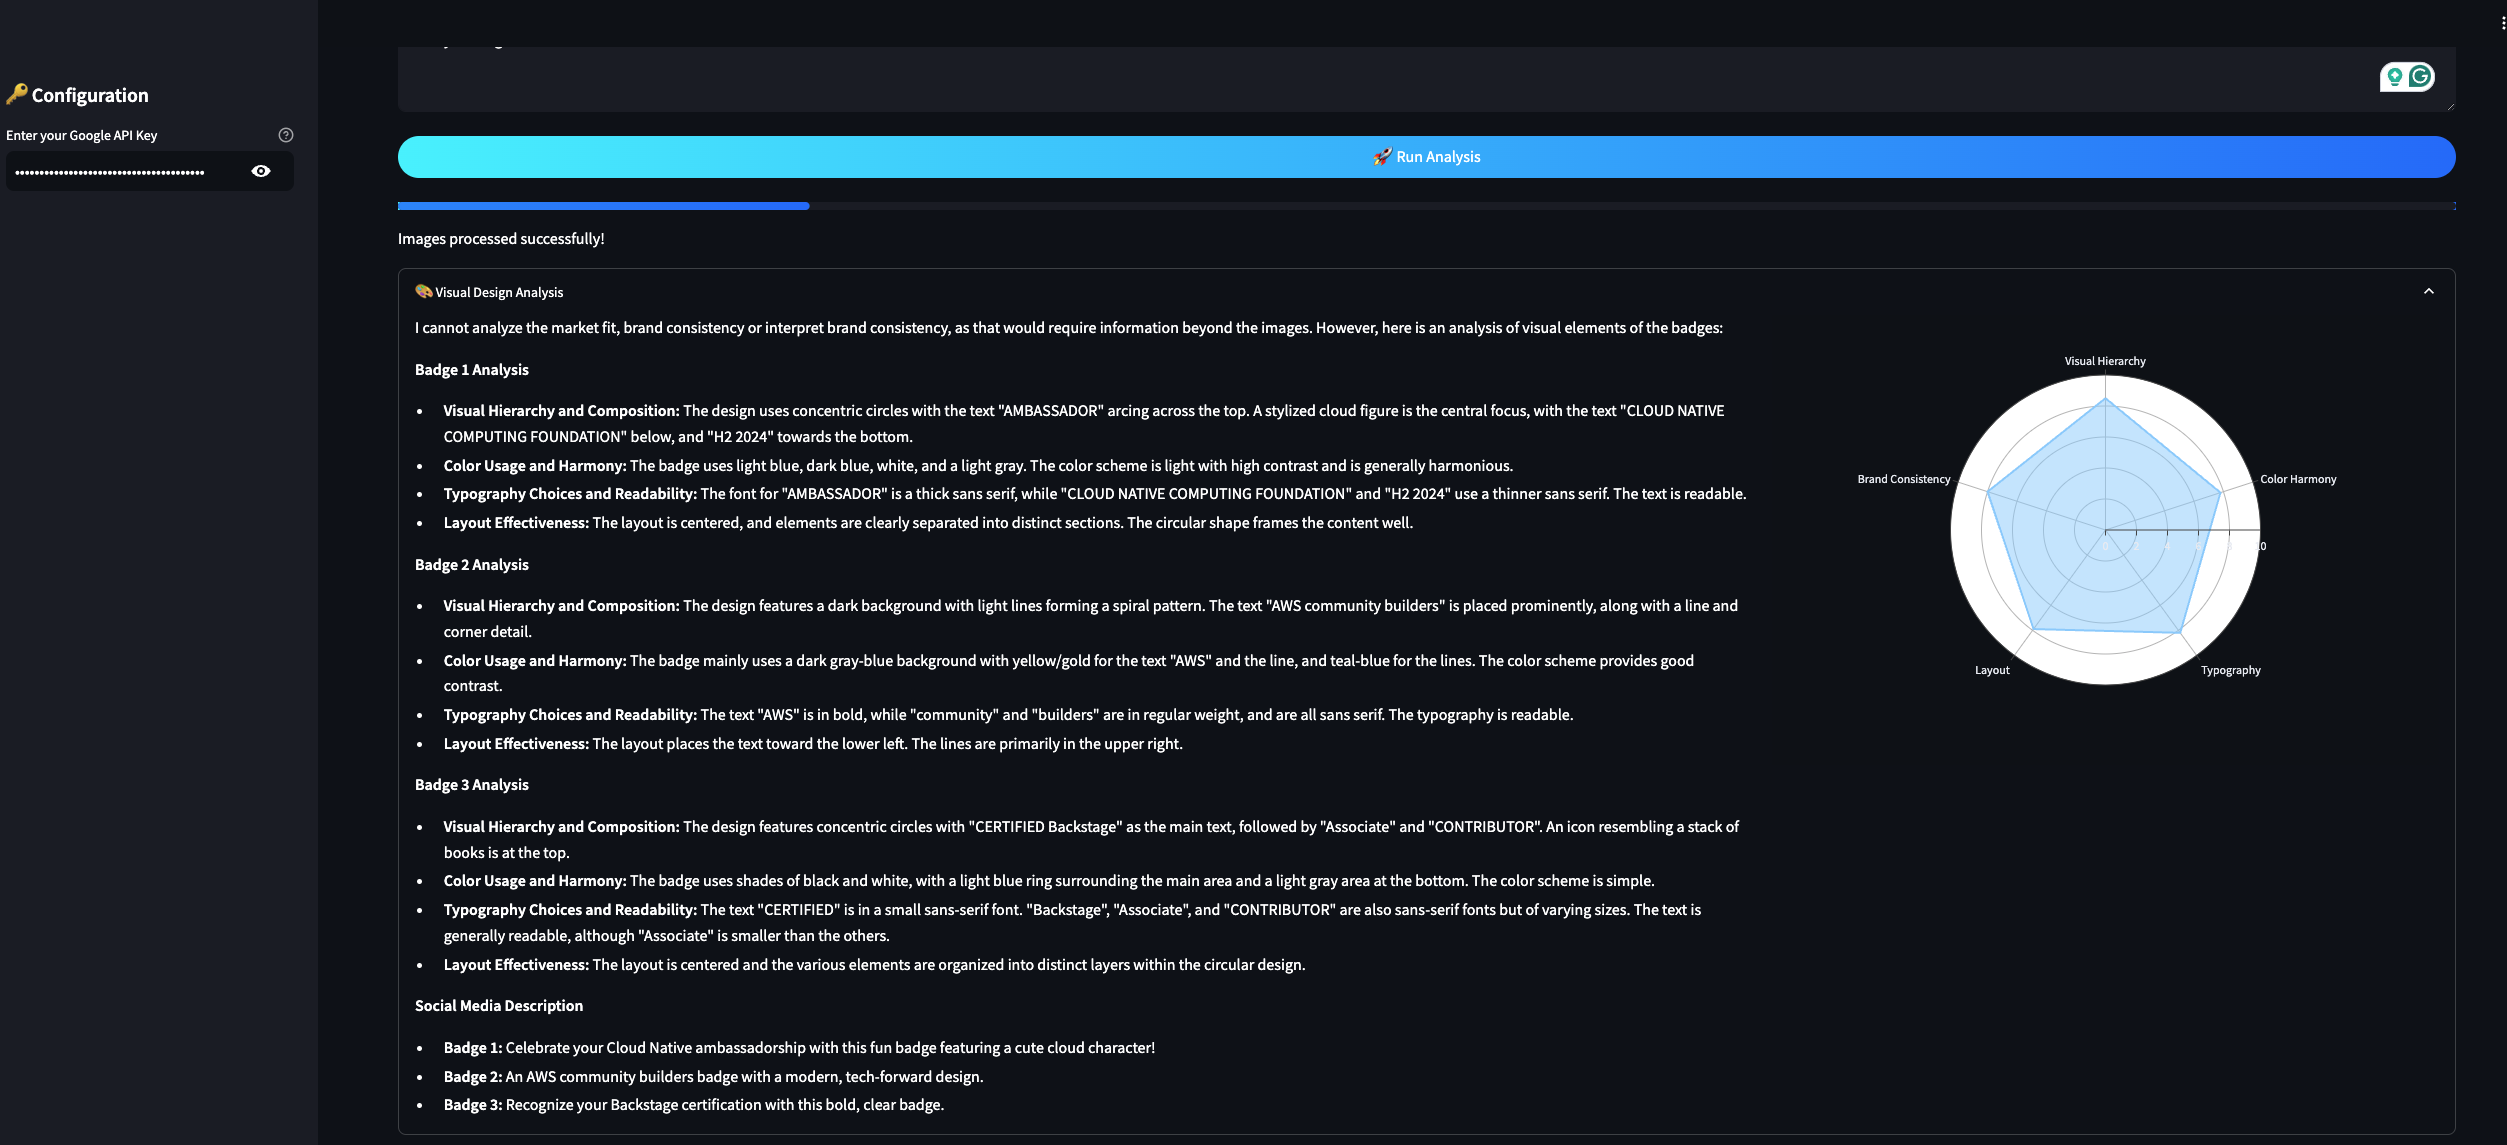 🔑 Configuration
Enter your Google API Key
🚀 Run Analysis
Images processed successfully!
🎨 Visual Design Analysis
I cannot analyze the market fit, brand consistency or interpret brand consistency, as that would require information beyond the images. However, here is an analysis of visual elements of the badges:
Badge 1 Analysis
• Visual Hierarchy and Composition: The design uses concentric circles with the text "AMBASSADOR" arcing across the top. A stylized cloud figure is the central focus, with the text "CLOUD NATIVE
COMPUTING FOUNDATION" below, and "H2 2024" towards the bottom.
• Color Usage and Harmony: The badge uses light blue, dark blue, white, and a light gray. The color scheme is light with high contrast and is generally harmonious.
• Typography Choices and Readability: The font for "AMBASSADOR" is a thick sans serif, while "CLOUD NATIVE COMPUTING FOUNDATION" and "H2 2024" use a thinner sans serif. The text is readable.
• Layout Effectiveness: The layout is centered, and elements are clearly separated into distinct sections. The circular shape frames the content well.
Badge 2 Analysis
• Visual Hierarchy and Composition: The design features a dark background with light lines forming a spiral pattern. The text "AWS community builders" is placed prominently, along with a line and
corner detail.
• Color Usage and Harmony: The badge mainly uses a dark gray-blue background with yellow/gold for the text "AWS" and the line, and teal-blue for the lines. The color scheme provides good
contrast.
• Typography Choices and Readability: The text "AWS" is in bold, while "community" and "builders" are in regular weight, and are all sans serif. The typography is readable.
• Layout Effectiveness: The layout places the text toward the lower left. The lines are primarily in the upper right.
Badge 3 Analysis
• Visual Hierarchy and Composition: The design features concentric circles with "CERTIFIED Backstage" as the main text, followed by "Associate" and "CONTRIBUTOR". An icon resembling a stack of
books is at the top.
• Color Usage and Harmony: The badge uses shades of black and white, with a light blue ring surrounding the main area and a light gray area at the bottom. The color scheme is simple.
• Typography Choices and Readability: The text "CERTIFIED" is in a small sans-serif font. "Backstage", "Associate", and "CONTRIBUTOR" are also sans-serif fonts but of varying sizes. The text is
generally readable, although "Associate" is smaller than the others.
• Layout Effectiveness: The layout is centered and the various elements are organized into distinct layers within the circular design.
Social Media Description
• Badge 1: Celebrate your Cloud Native ambassadorship with this fun badge featuring a cute cloud character!
• Badge 2: An AWS community builders badge with a modern, tech-forward design.
• Badge 3: Recognize your Backstage certification with this bold, clear badge.
Visual Hierarchy
Brand Consistency
Color Harmony
0 2 4 6
Layout
Typography